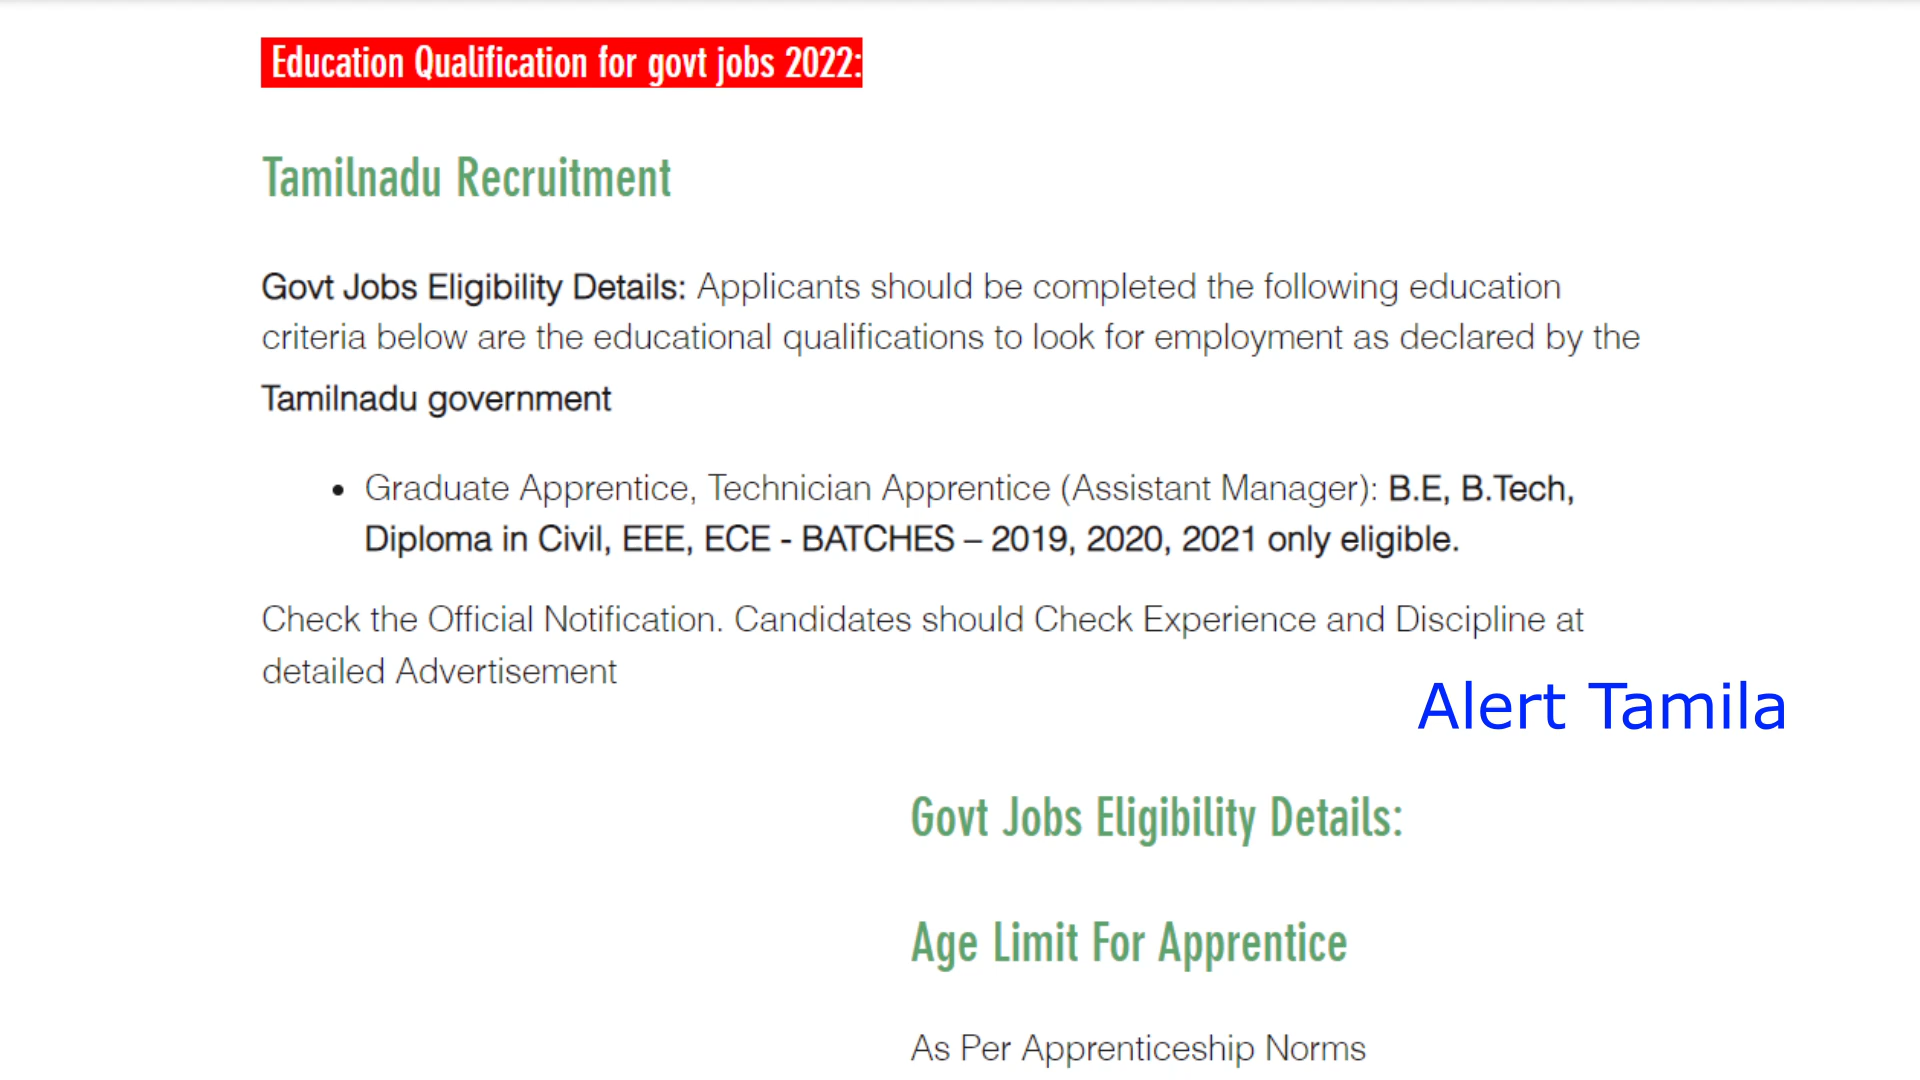 Education Qualification for govt jobs 2022:
Tamilnadu Recruitment
Govt Jobs Eligibility Details: Applicants should be completed the following education
criteria below are the educational qualifications to look for employment as declared by the
Tamilnadu government
• Graduate Apprentice, Technician Apprentice (Assistant Manager): B.E, B.Tech,
Diploma in Civil, EEE, ECE - BATCHES – 2019, 2020, 2021 only eligible.
Check the Official Notification. Candidates should Check Experience and Discipline at
detailed Advertisement
Alert Tamila
Govt Jobs Eligibility Details:
Age Limit For Apprentice
As Per Apprenticeship Norms